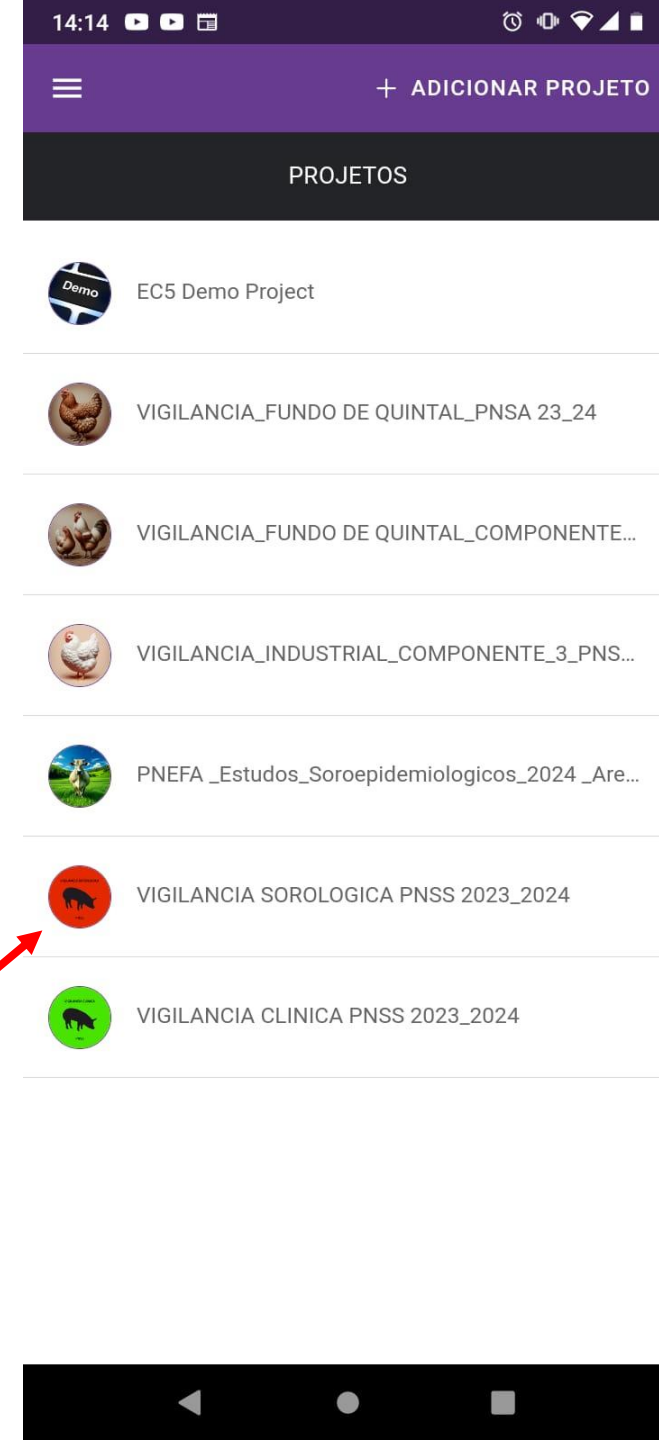 14:14
+ ADICIONAR PROJETO
PROJETOS
Demo
EC5 Demo Project
VIGILANCIA_FUNDO DE QUINTAL_PNSA 23_24
VIGILANCIA_FUNDO DE QUINTAL_COMPONENTE...
VIGILANCIA_INDUSTRIAL_COMPONENTE_3_PNS...
PNEFA _Estudos_Soroepidemiologicos_2024 _Are...
VIGILANCIA SOROLOGICA PNSS 2023_2024
VIGILANCIA CLINICA PNSS 2023_2024